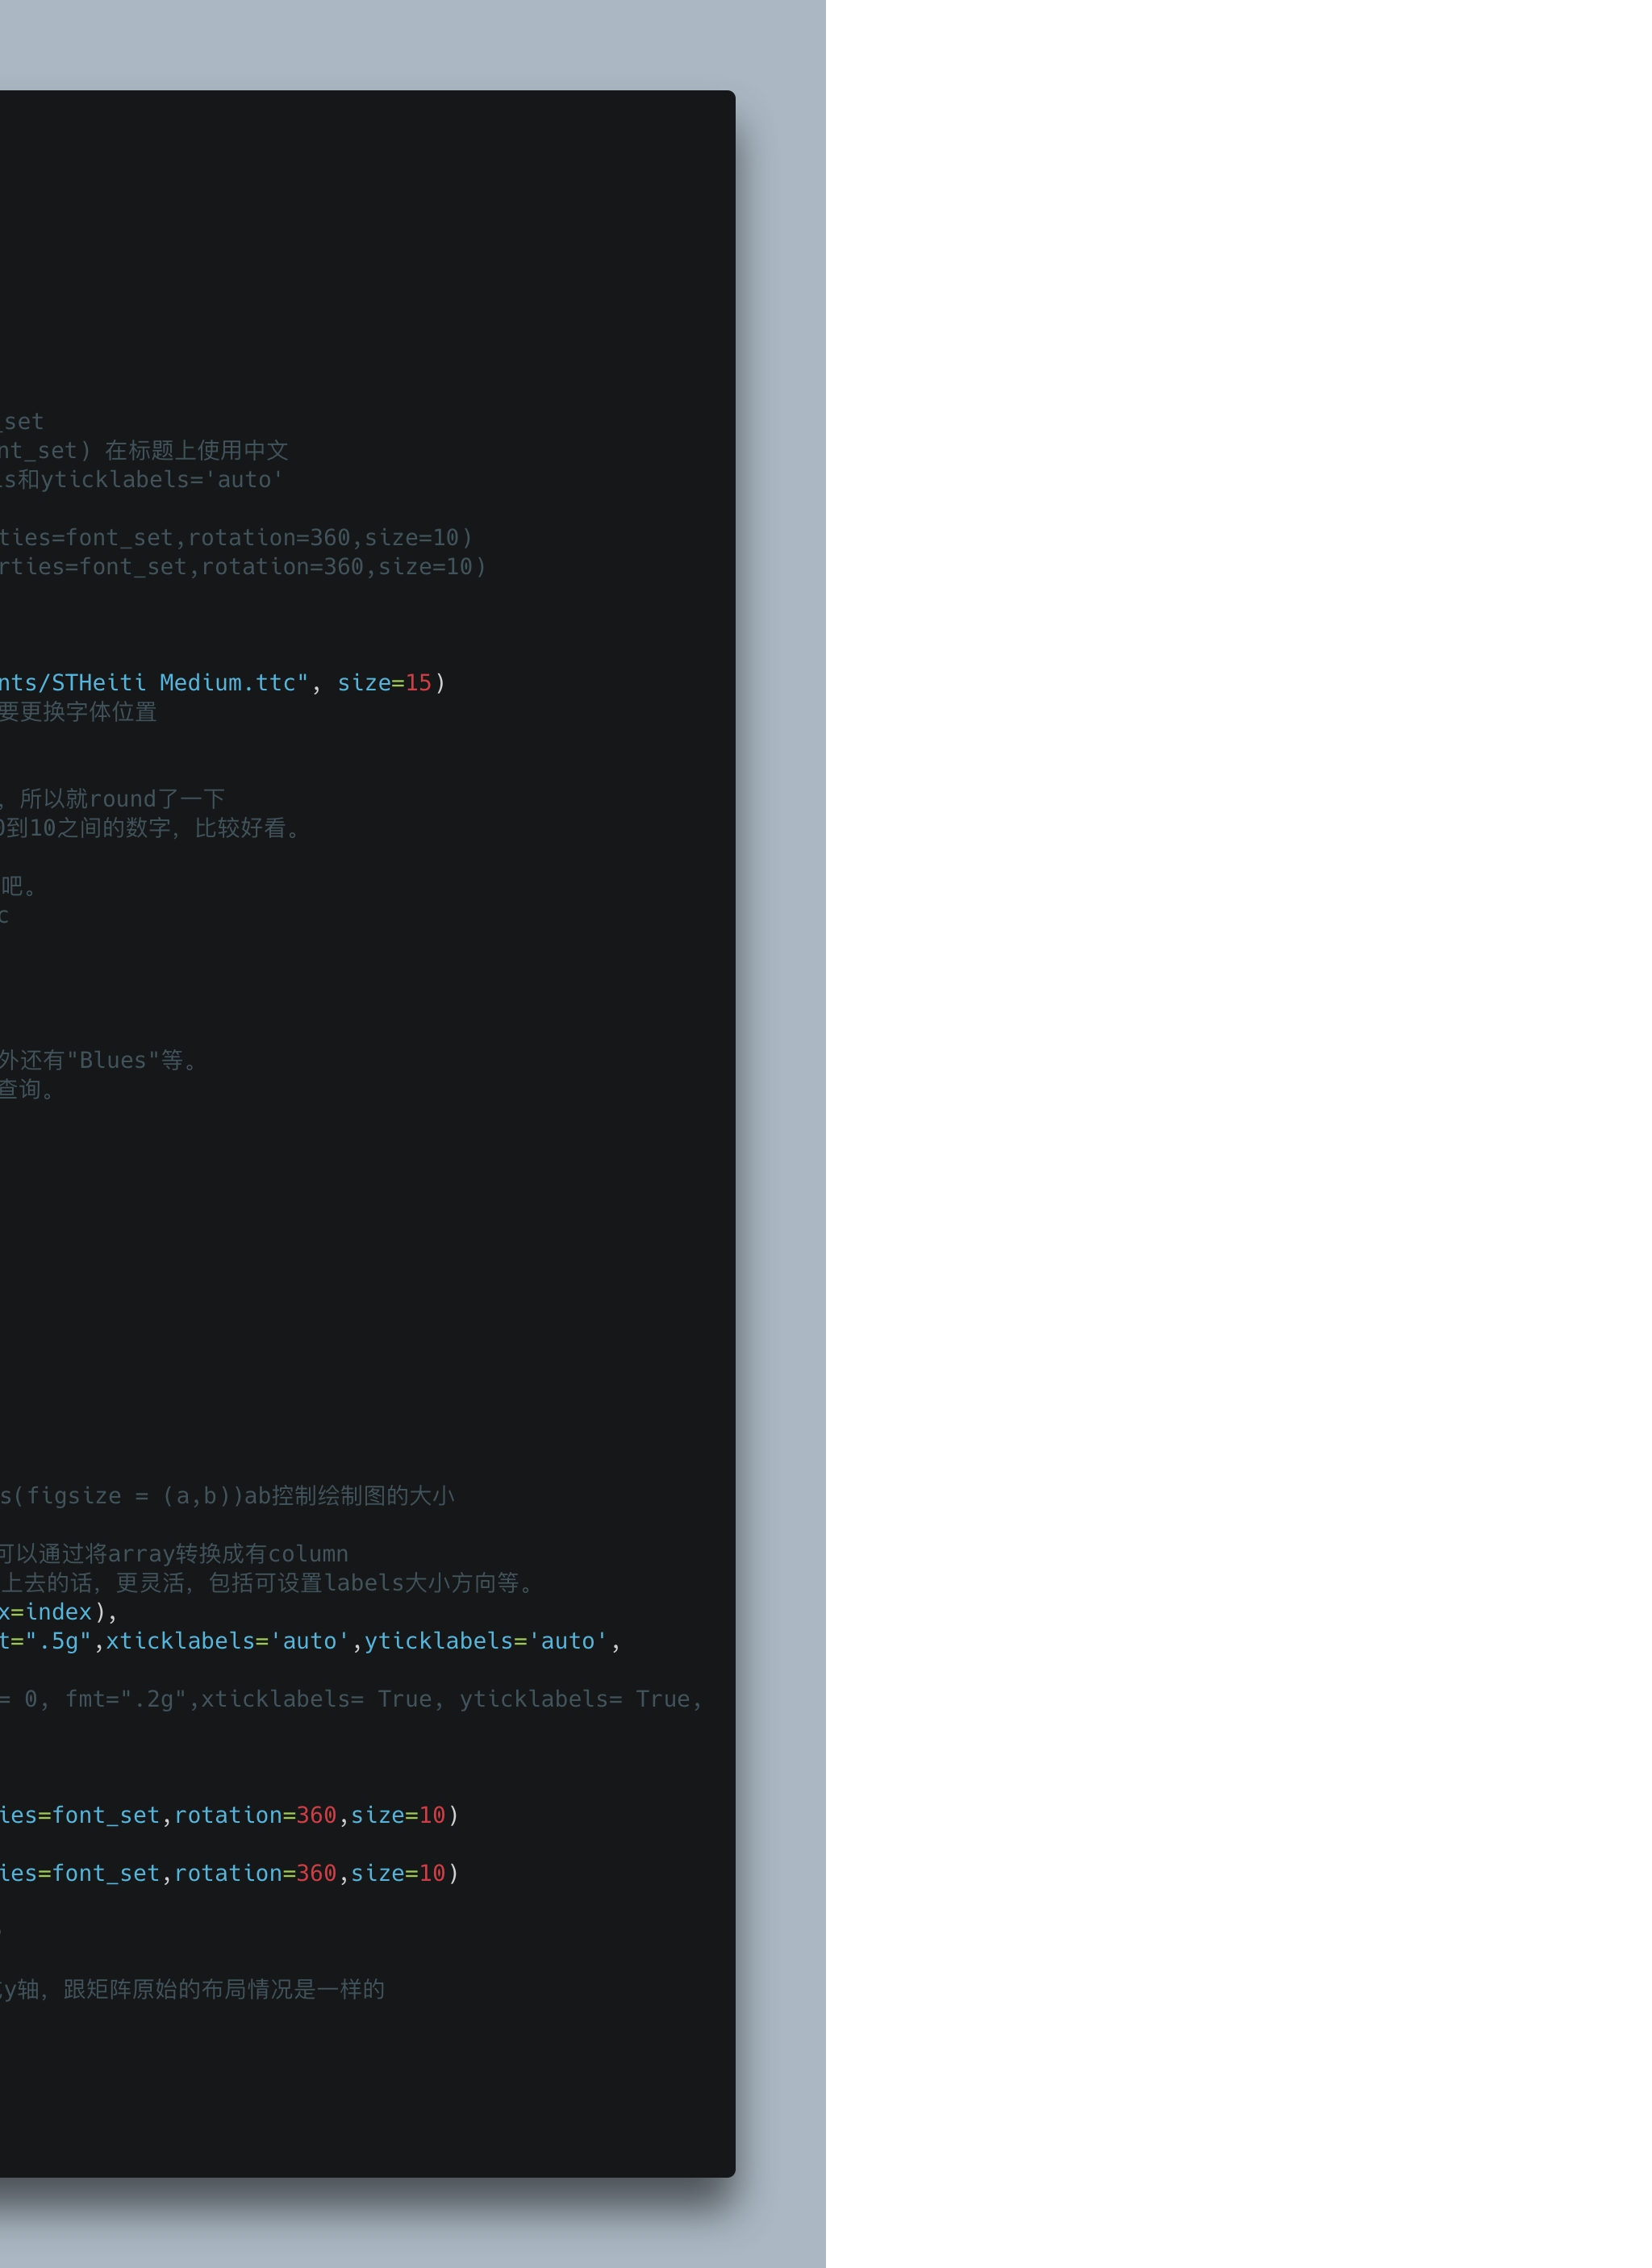 _set
nt_set) 在标题上使用中文
ls和yticklabels='auto'
ties=font_set,rotation=360,size=10)
rties=font_set,rotation=360,size=10)
nts/STHeiti Medium.ttc", size=15)
要更换字体位置
，所以就round了一下
0到10之间的数字，比较好看。
吧。
c
外还有"Blues"等。
查询。
s(figsize = (a,b))ab控制绘制图的大小
可以通过将array转换成有column
上去的话，更灵活，包括可设置labels大小方向等。
x=index),
t=".5g",xticklabels='auto',yticklabels='auto',
= 0, fmt=".2g",xticklabels= True, yticklabels= True,
ies=font_set,rotation=360,size=10)
ies=font_set,rotation=360,size=10)
y轴，跟矩阵原始的布局情况是一样的